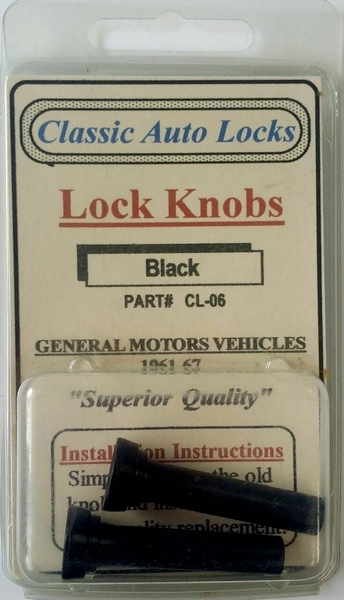 Classic Auto Locks
Lock Knobs
Black
PART# CL-06
GENERAL MOTORS VEHICLES
1961-67
"Superior Quality"
Installation Instructions
the old
replacement.